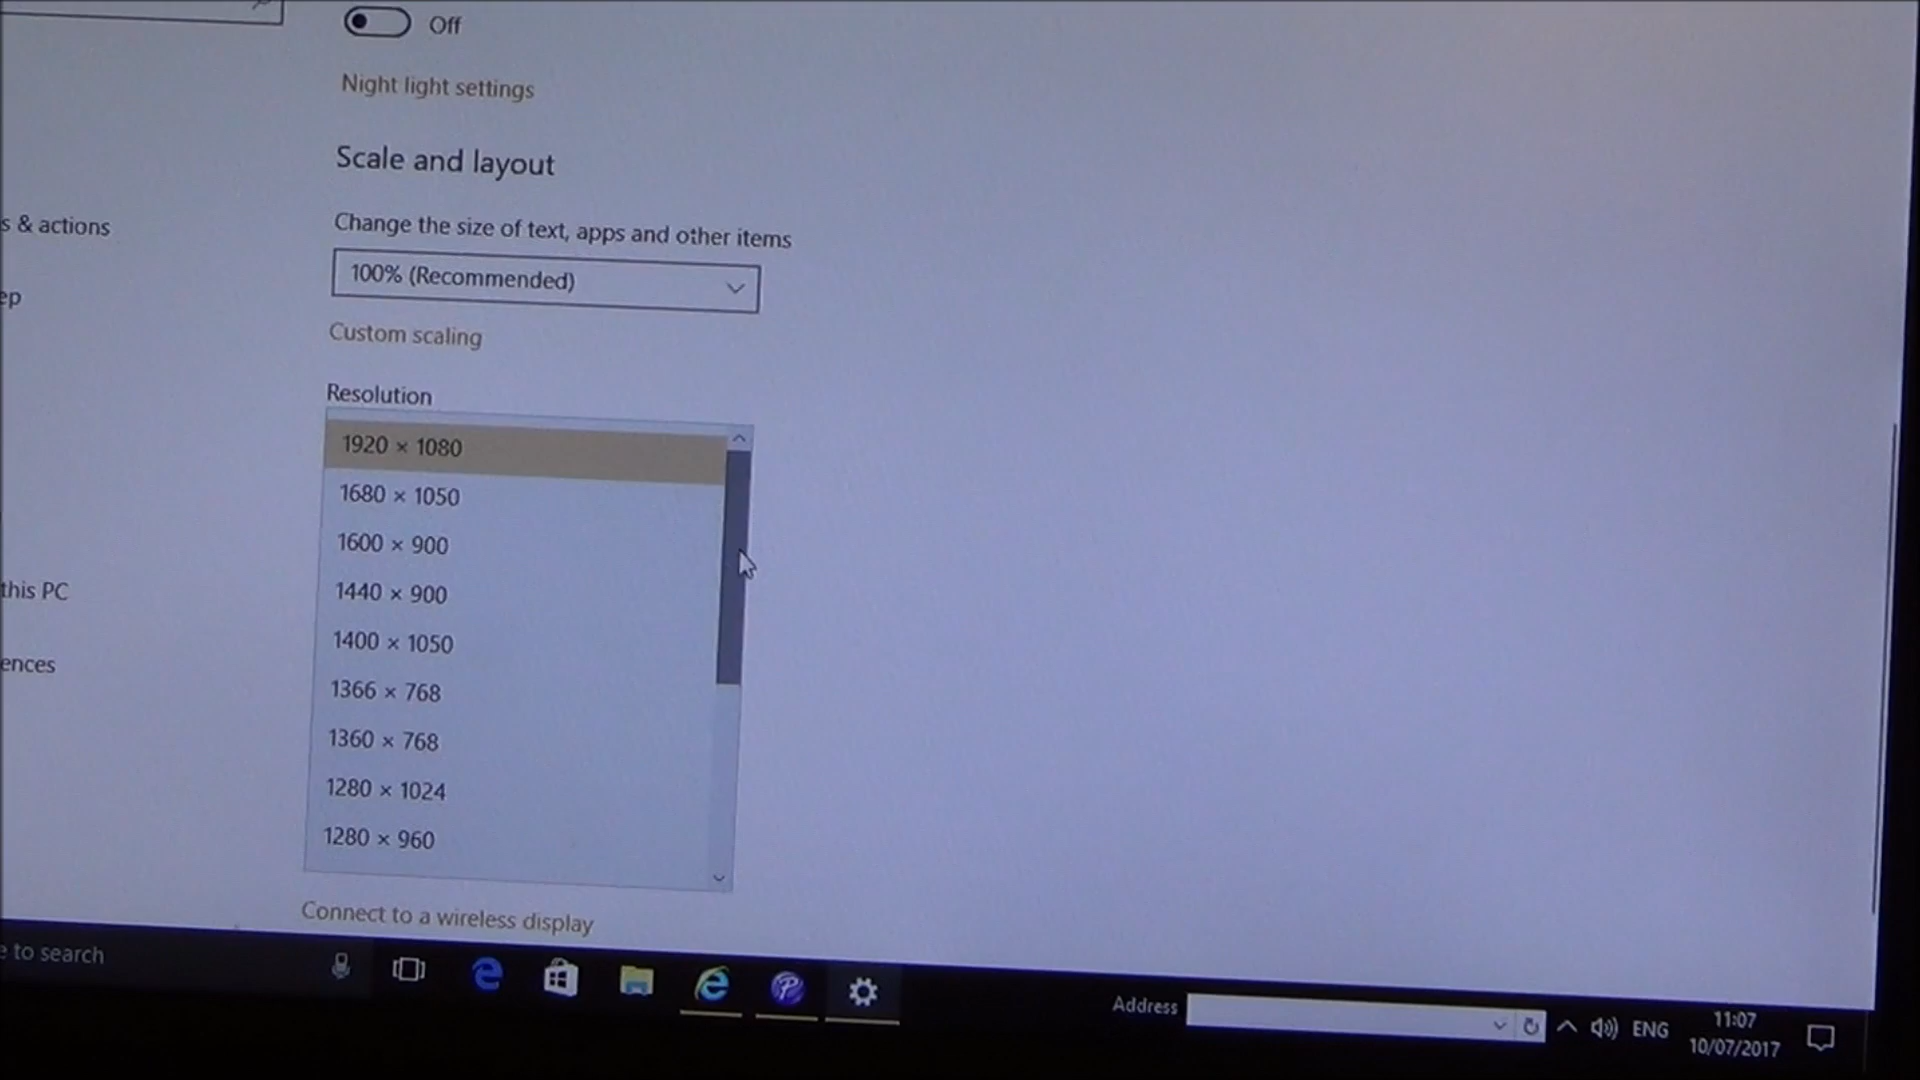 Off
Night light settings
Scale and layout
s & actions
Change the size of text, apps and other items
100% (Recommended)
ep
Custom scaling
Resolution
1920 × 1080
1680 × 1050
1600 × 900
1440 × 900
this PC
1400 × 1050
ences
1366 × 768
1360 × 768
1280 × 1024
1280 × 960
Connect to a wireless display
e to search
Address
ENG
11:07
10/07/2017